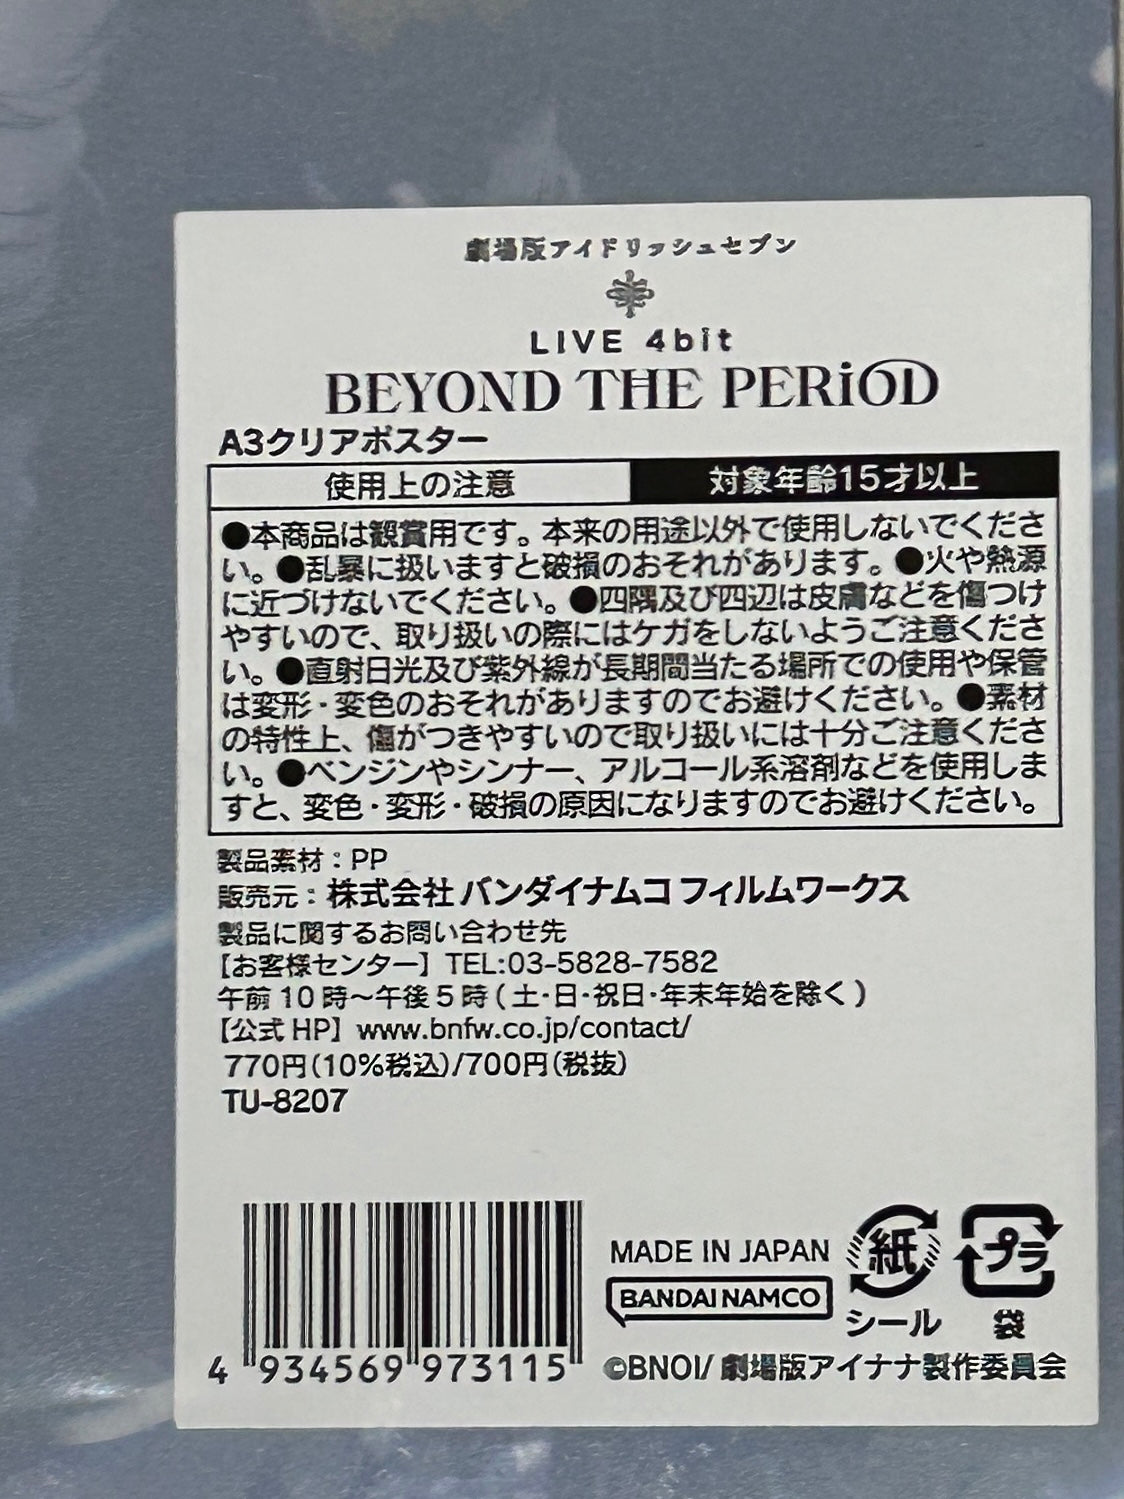 劇場版アイドリッシュセブン
LIVE 4bit
BEYOND THE PERiOD
A3クリアポスター
使用上の注意
対象年齢15才以上
●本商品は観賞用です。本来の用途以外で使用しないでくださ
い。●乱暴に扱いますと破損のおそれがあります。●火や熱源
に近づけないでください。●四隅及び四辺は皮膚などを傷つけ
やすいので、取り扱いの際にはケガをしないようご注意くださ
い。●直射日光及び紫外線が長期間当たる場所での使用や保管
は変形・変色のおそれがありますのでお避けください。●素材
の特性上、傷がつきやすいので取り扱いには十分ご注意くださ
い。●ベンジンやシンナー、アルコール系溶剤などを使用しま
すと、変色・変形・破損の原因になりますのでお避けください。
製品素材：PP
販売元：株式会社 バンダイナムコ フィルムワークス
製品に関するお問い合わせ先
【お客様センター】TEL:03-5828-7582
午前10時〜午後5時(土・日・祝日・年末年始を除く)
【公式HP】www.bnfw.co.jp/contact/
770円(10%税込)/700円(税抜)
TU-8207
4 934569 973115
MADE IN JAPAN
BANDAI NAMCO
紙
シール
プラ
袋
©BNOI/劇場版アイナナ製作委員会